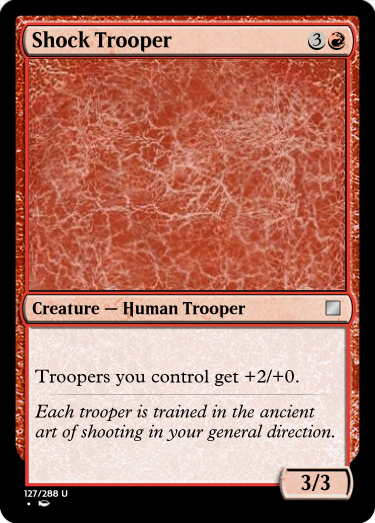 Shock Trooper 3
Creature — Human Trooper
Troopers you control get +2/+0.
Each trooper is trained in the ancient
art of shooting in your general direction.
3/3
127/288 U